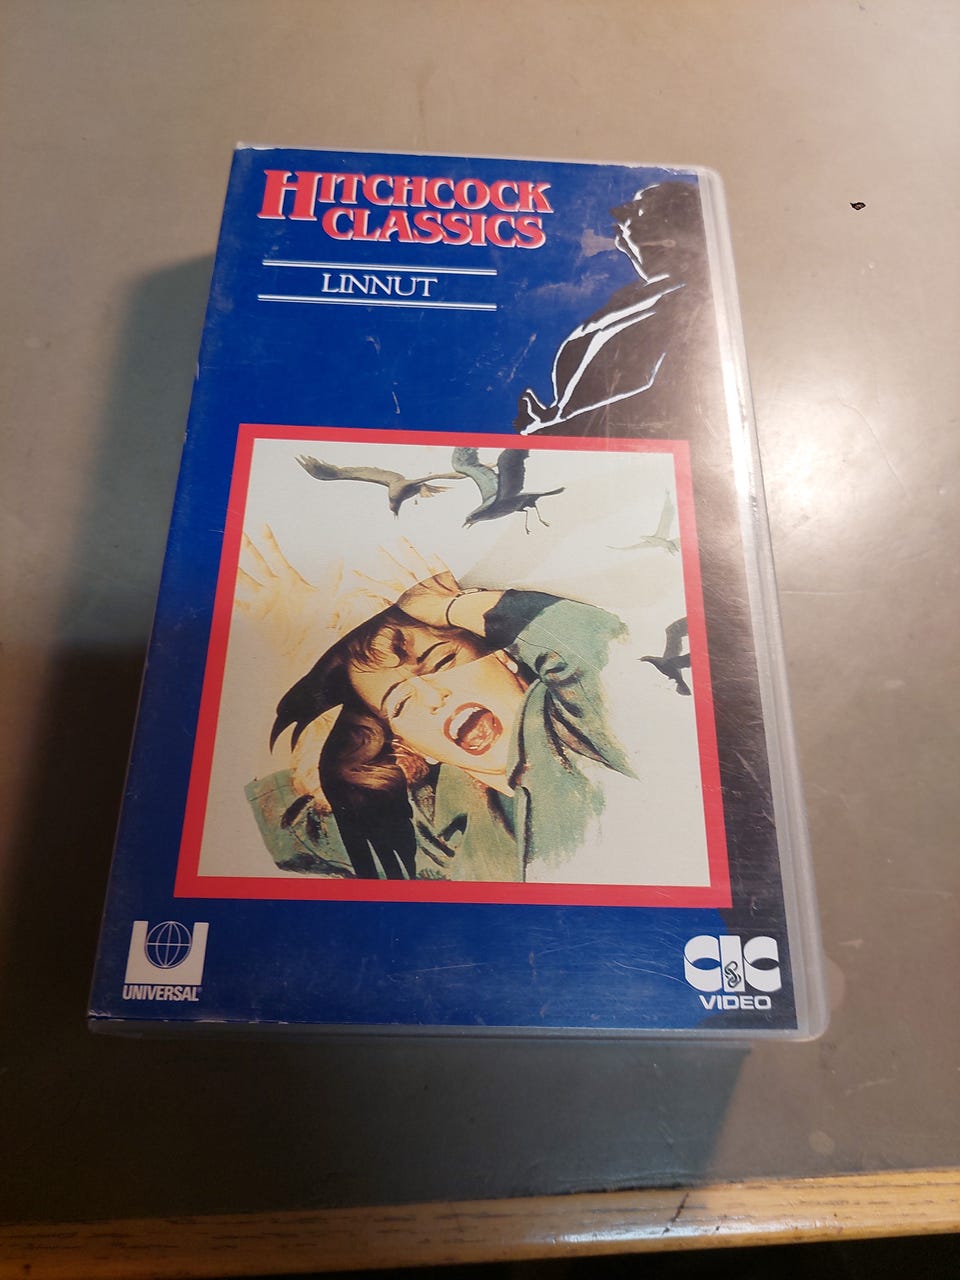 HITCHCOCK
CLASSICS
LINNUT
UNIVERSAL®
CIC
VIDEO